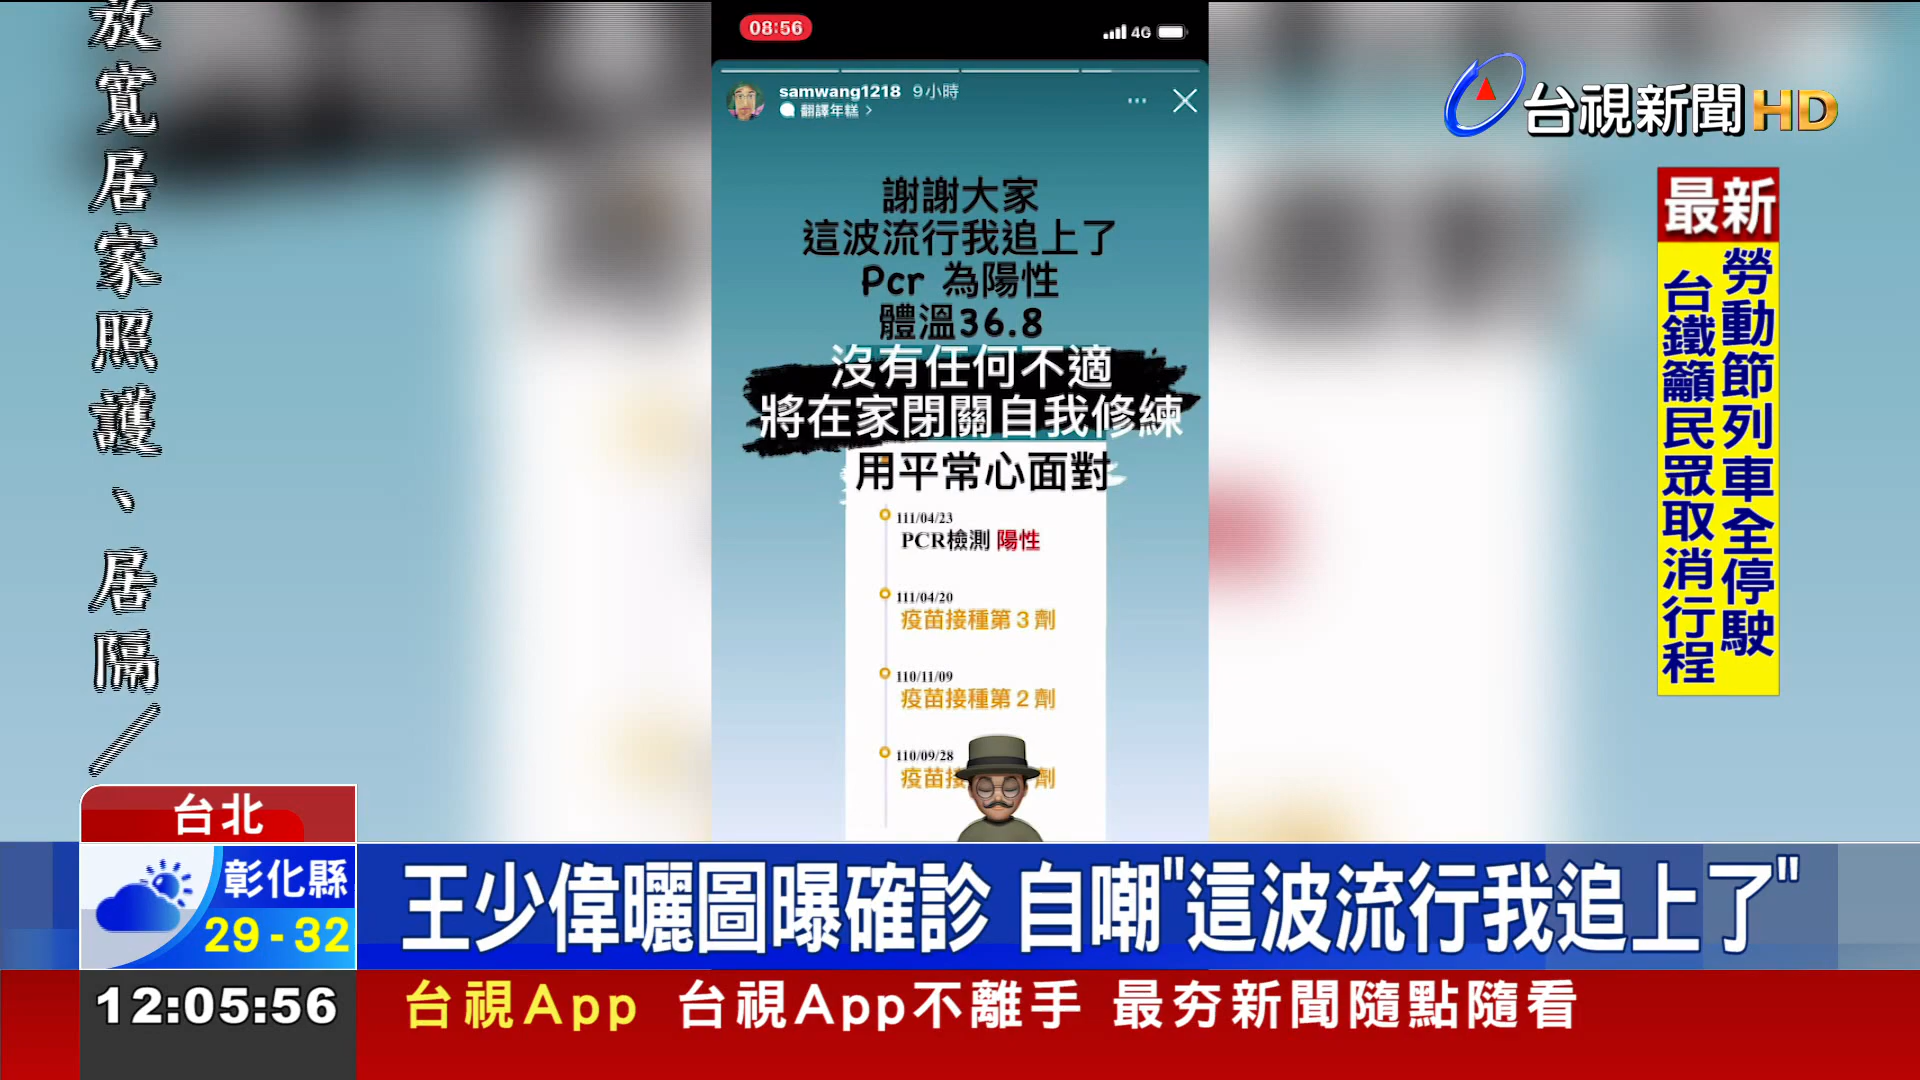 放寬居家照護、居隔/
08:56
4G
samwang1218 9小時
翻譯年糕 >
謝謝大家
這波流行我追上了
Pcr 為陽性
體溫36.8
沒有任何不適
將在家閉關自我修練
用平常心面對
111/04/23
PCR檢測 陽性
111/04/20
疫苗接種第3劑
110/11/09
疫苗接種第2劑
110/09/28
疫苗接 劑
台視新聞HD
最新
勞動節列車全停駛
台鐵籲民眾取消行程
台北
彰化縣
29-32
12:05:56
王少偉曬圖曝確診 自嘲"這波流行我追上了"
台視App 台視App不離手 最夯新聞隨點隨看